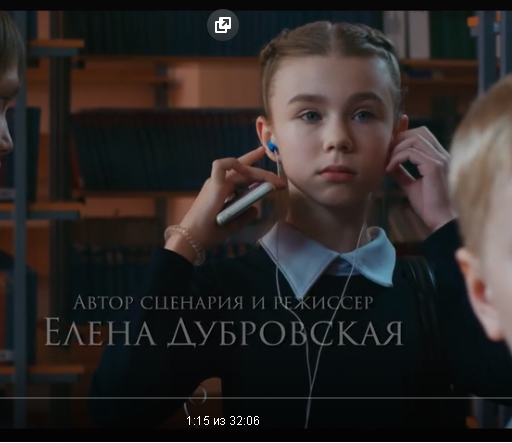 Автор сценария и режиссер
Елена Дубровская
1:15 из 32:06